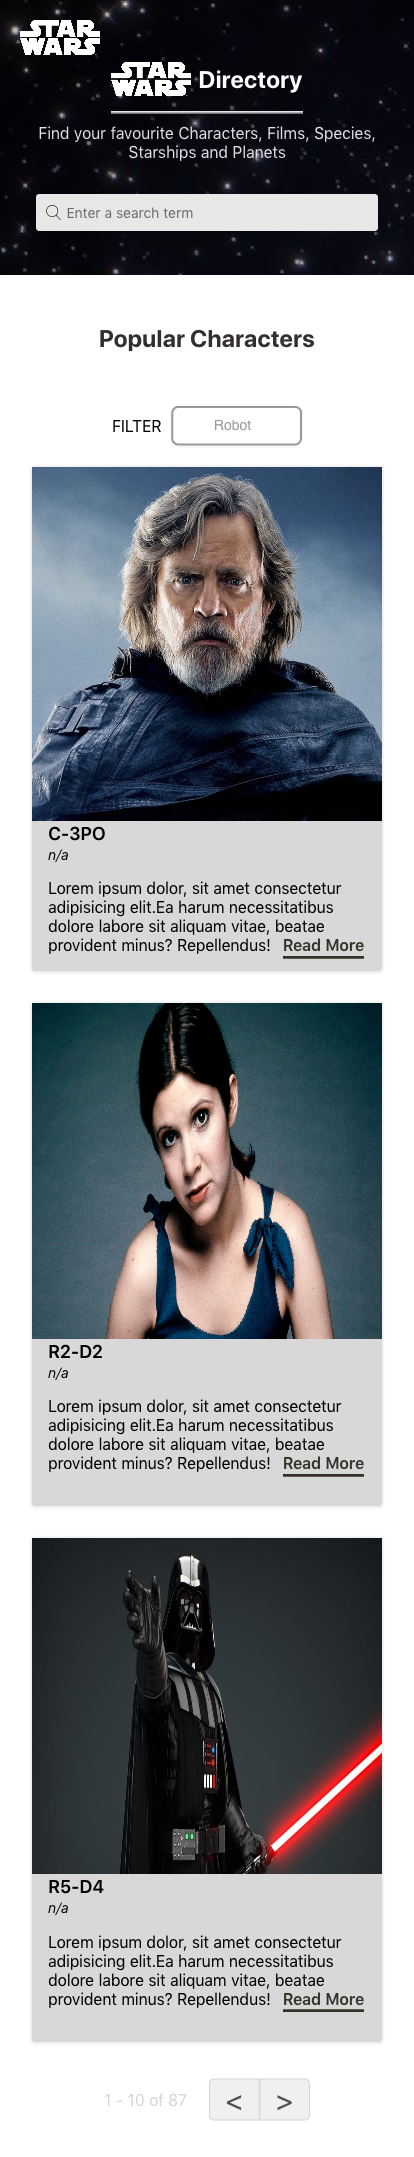 STAR
WARS
STAR
WARS Directory
Find your favourite Characters, Films, Species,
Starships and Planets
Enter a search term
Popular Characters
FILTER Robot
C-3PO
n/a
Lorem ipsum dolor, sit amet consectetur
adipisicing elit.Ea harum necessitatibus
dolore labore sit aliquam vitae, beatae
provident minus? Repellendus! Read More
R2-D2
n/a
Lorem ipsum dolor, sit amet consectetur
adipisicing elit.Ea harum necessitatibus
dolore labore sit aliquam vitae, beatae
provident minus? Repellendus! Read More
R5-D4
n/a
Lorem ipsum dolor, sit amet consectetur
adipisicing elit.Ea harum necessitatibus
dolore labore sit aliquam vitae, beatae
provident minus? Repellendus! Read More
1 - 10 of 87 < >